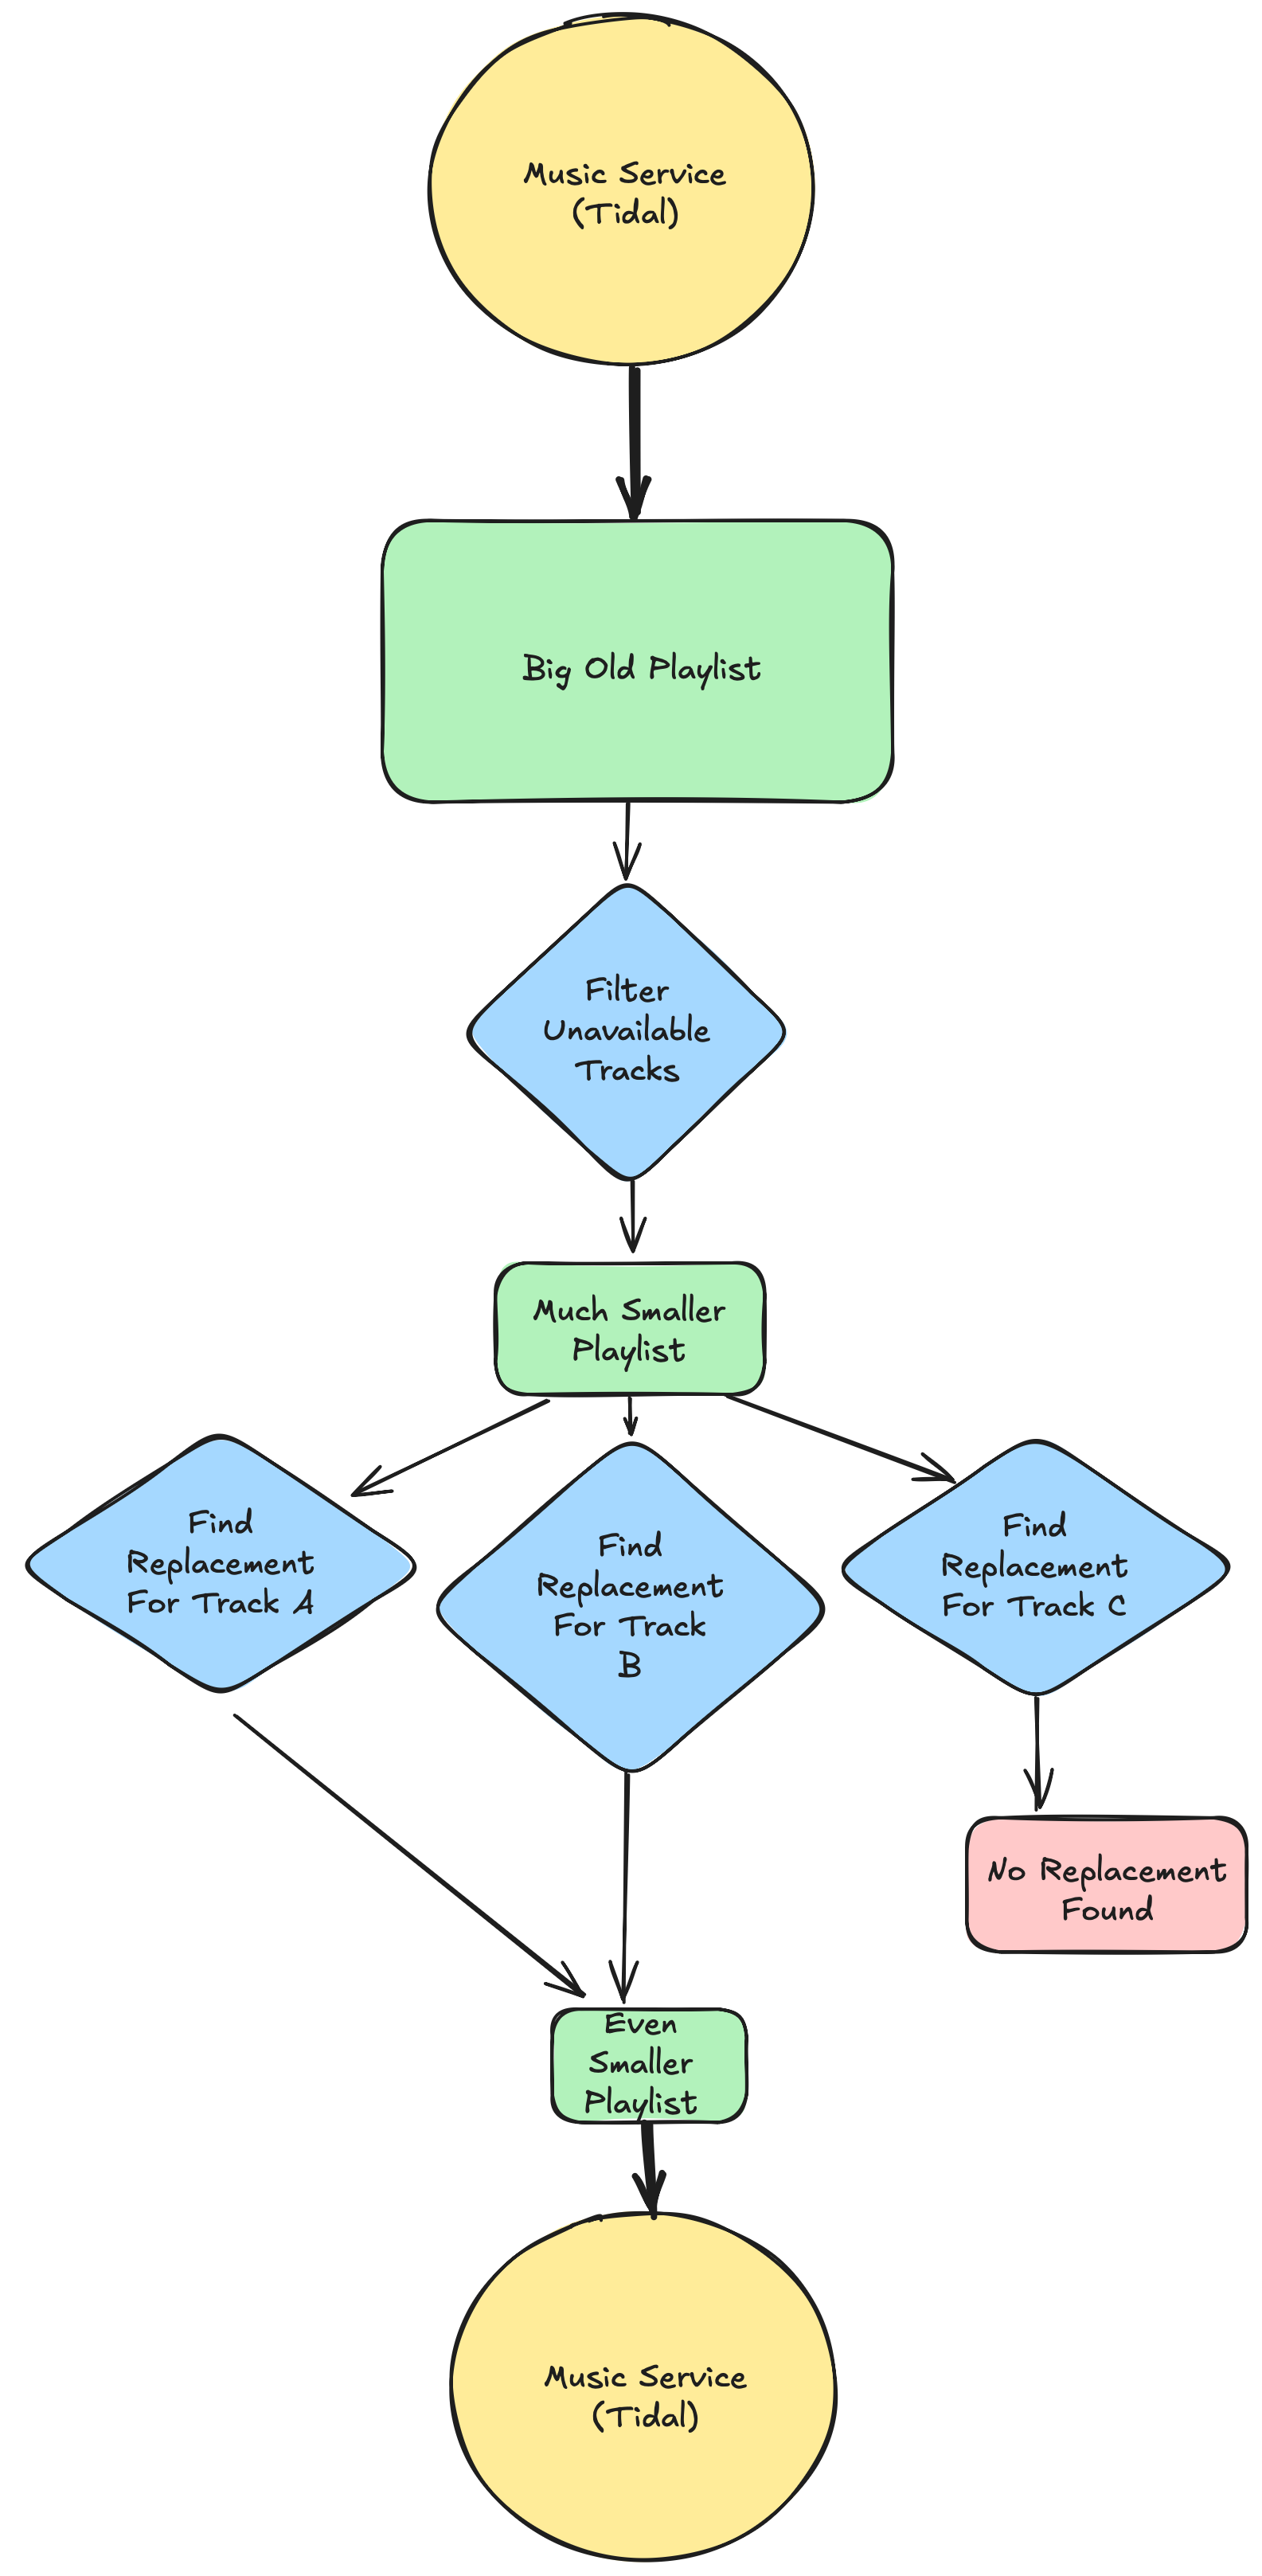 Music Service
(Tidal)
Big Old Playlist
Filter
Unavailable
Tracks
Much Smaller
Playlist
Find
Replacement
For Track A
Find
Replacement
For Track
B
Find
Replacement
For Track C
No Replacement
Found
Even
Smaller
Playlist
Music Service
(Tidal)